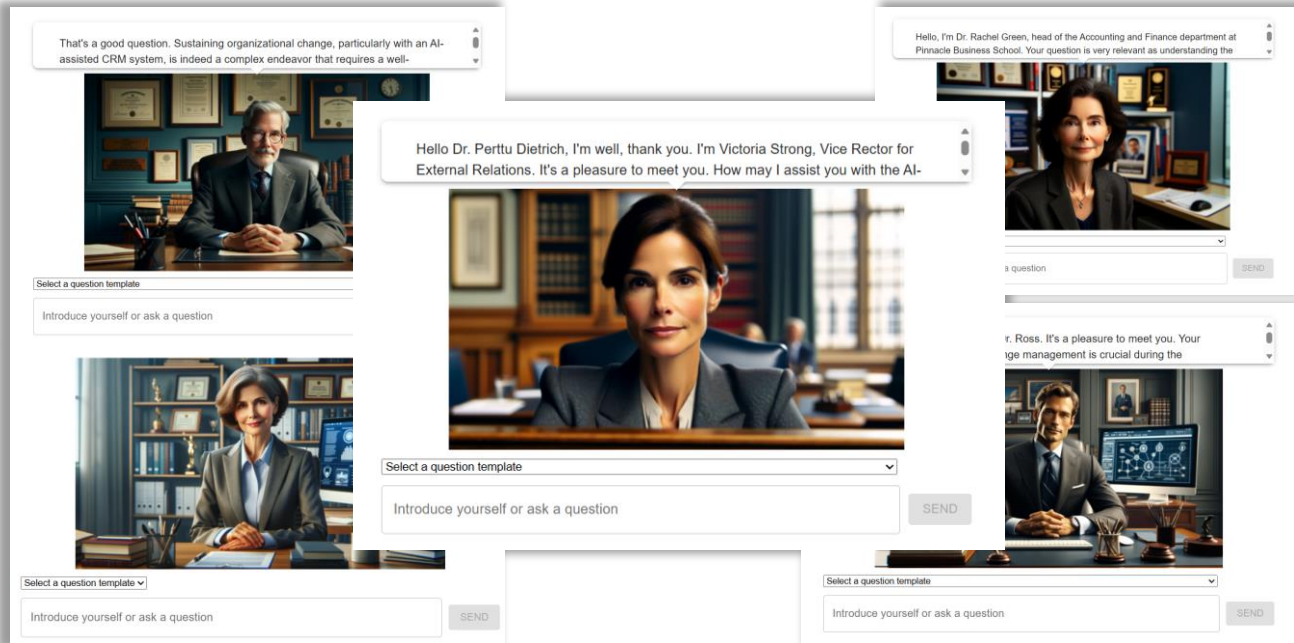 That's a good question. Sustaining organizational change, particularly with an AI-
assisted CRM system, is indeed a complex endeavor that requires a well-
Select a question template
Introduce yourself or ask a question
Select a question template
Introduce yourself or ask a question
SEND
Hello Dr. Perttu Dietrich, I'm well, thank you. I'm Victoria Strong, Vice Rector for
External Relations. It's a pleasure to meet you. How may I assist you with the AI-
Select a question template
Introduce yourself or ask a question
SEND
Hello, I'm Dr. Rachel Green, head of the Accounting and Finance department at
Pinnacle Business School. Your question is very relevant as understanding the
a question
SEND
r. Ross. It's a pleasure to meet you. Your
nge management is crucial during the
Select a question template
Introduce yourself or ask a question
SEND